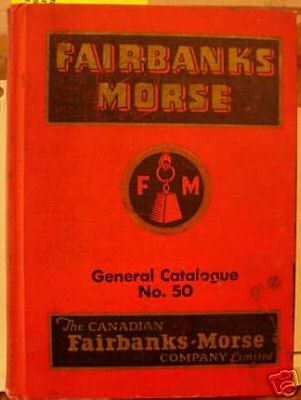 FAIRBANKS
MORSE
F M
General Catalogue
No. 50
The CANADIAN
Fairbanks-Morse
COMPANY Limited